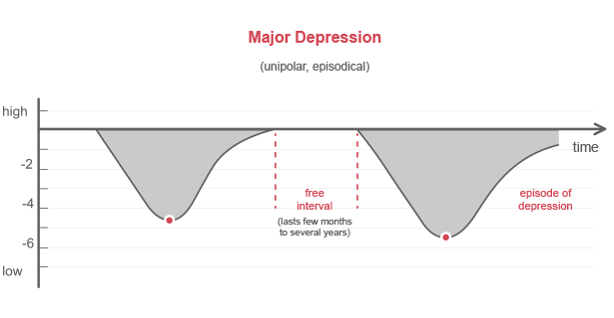 Major Depression
(unipolar, episodical)
high
time
-2
free
interval
episode of
depression
-4
(lasts few months
to several years)
-6
low